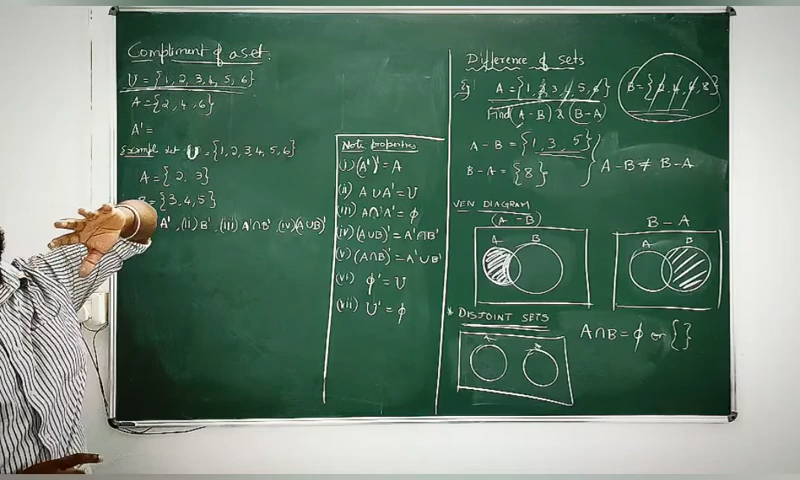 Compliment of a set.
U = {1, 2, 3, 4, 5, 6}
A = {2, 4, 6}
A' =
Example set U = {1, 2, 3, 4, 5, 6}
A = {2, 3}
B = {3, 4, 5}
A', (ii) B', (iii) A'∩B', (iv) (A∪B)'
Note properties
(i) (A')' = A
(ii) A ∪ A' = U
(iii) A∩A' = ϕ
(iv) (A∪B)' = A'∩B'
(v) (A∩B)' = A'∪B'
(vi) ϕ' = U
(vii) U' = ϕ
Difference of sets
Eg: A = {1, 2, 3, 4, 5, 6} B = {2, 4, 6, 8}
Find (A-B) & (B-A)
A-B = {1, 3, 5}
B-A = {8}
A-B ≠ B-A
VEN DIAGRAM
(A-B)
A B
B-A
A B
* DISJOINT SETS
A B
A∩B = ϕ or { }